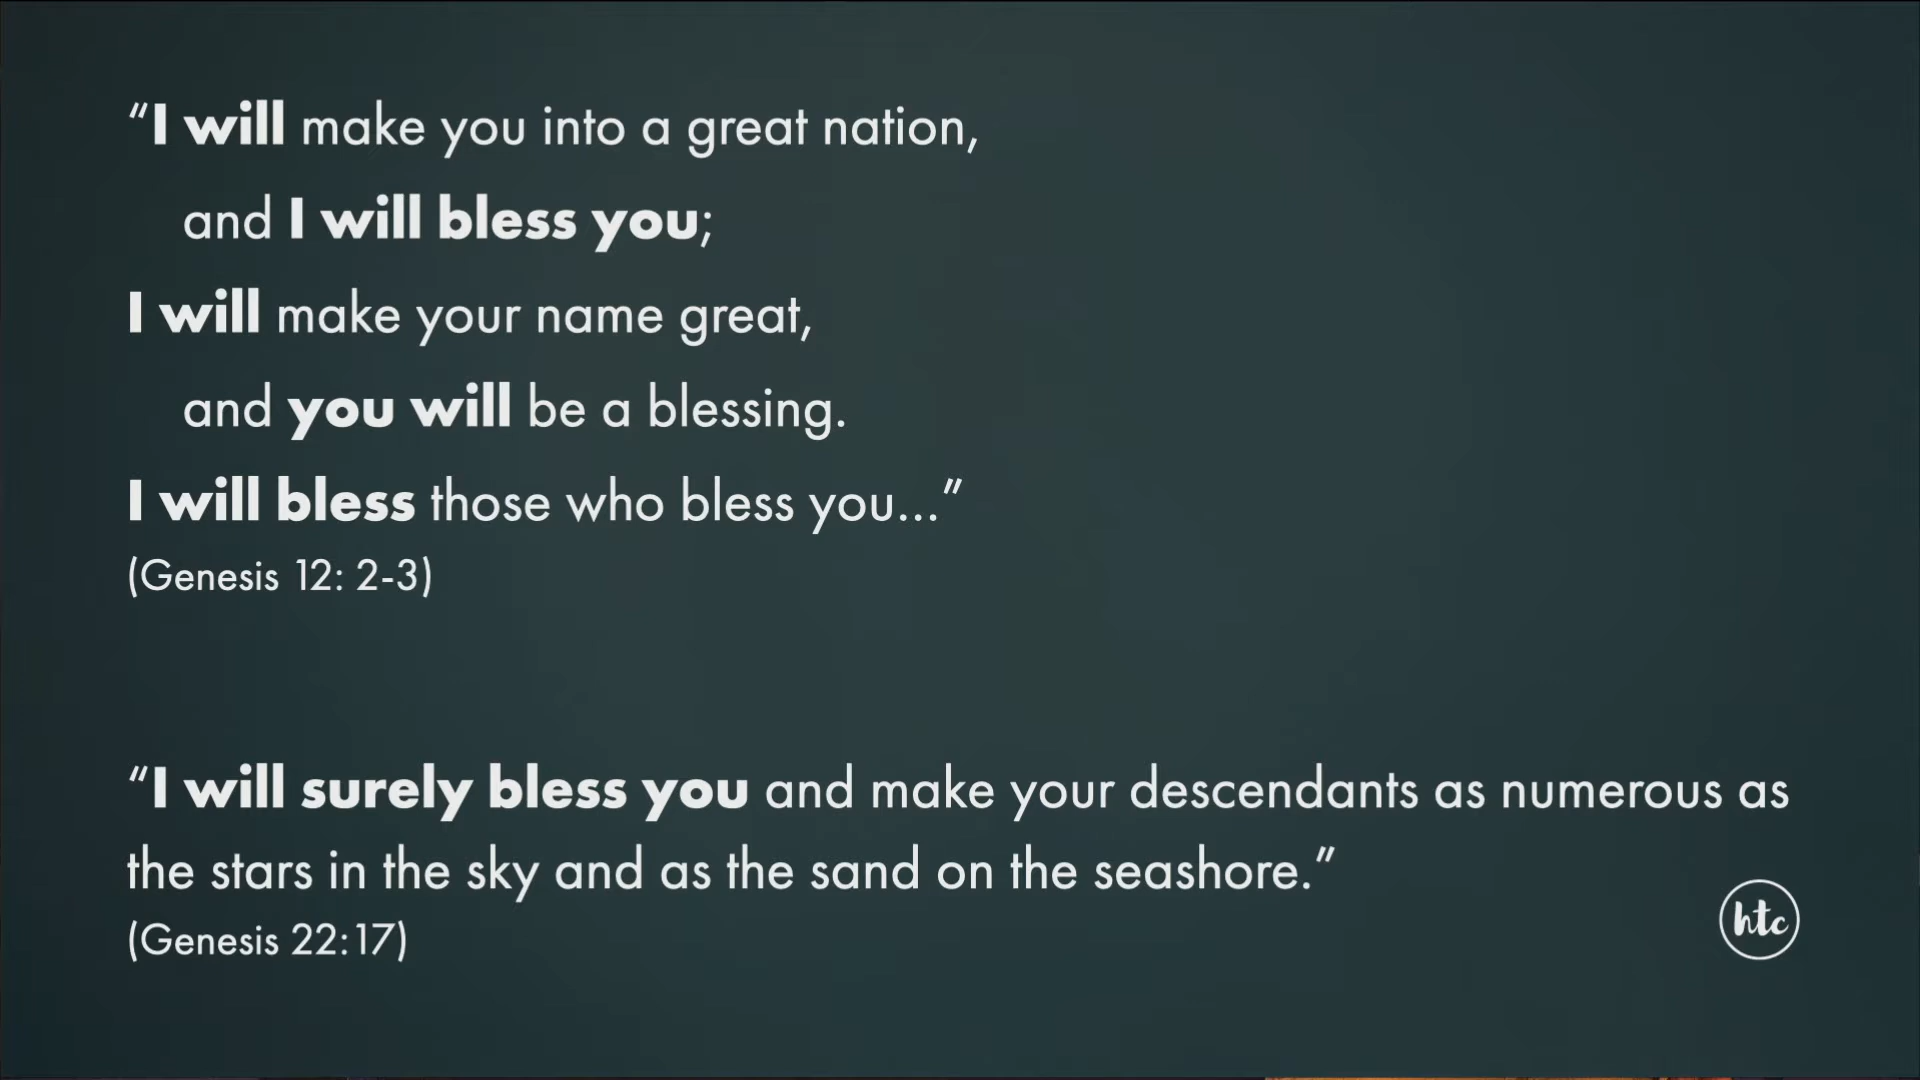 “I will make you into a great nation,
and I will bless you;
I will make your name great,
and you will be a blessing.
I will bless those who bless you...”
(Genesis 12: 2-3)
“I will surely bless you and make your descendants as numerous as
the stars in the sky and as the sand on the seashore.”
(Genesis 22:17)
htc